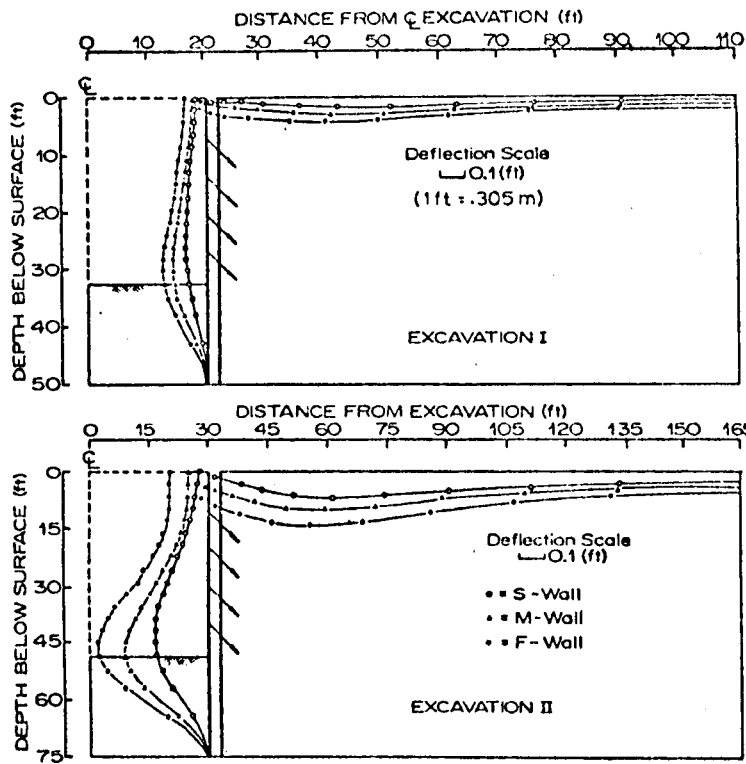 DISTANCE FROM ℄ EXCAVATION (ft)
0 10 20 30 40 50 60 70 80 90 100 110
℄
DEPTH BELOW SURFACE (ft)
0
10
20
30
40
50
Deflection Scale
0.1 (ft)
(1ft = .305 m)
EXCAVATION I
DISTANCE FROM EXCAVATION (ft)
0 15 30 45 60 75 90 105 120 135 150 165
℄
DEPTH BELOW SURFACE (ft)
0
15
30
45
60
75
Deflection Scale
0.1 (ft)
● = S-Wall
▲ = M-Wall
• = F-Wall
EXCAVATION II